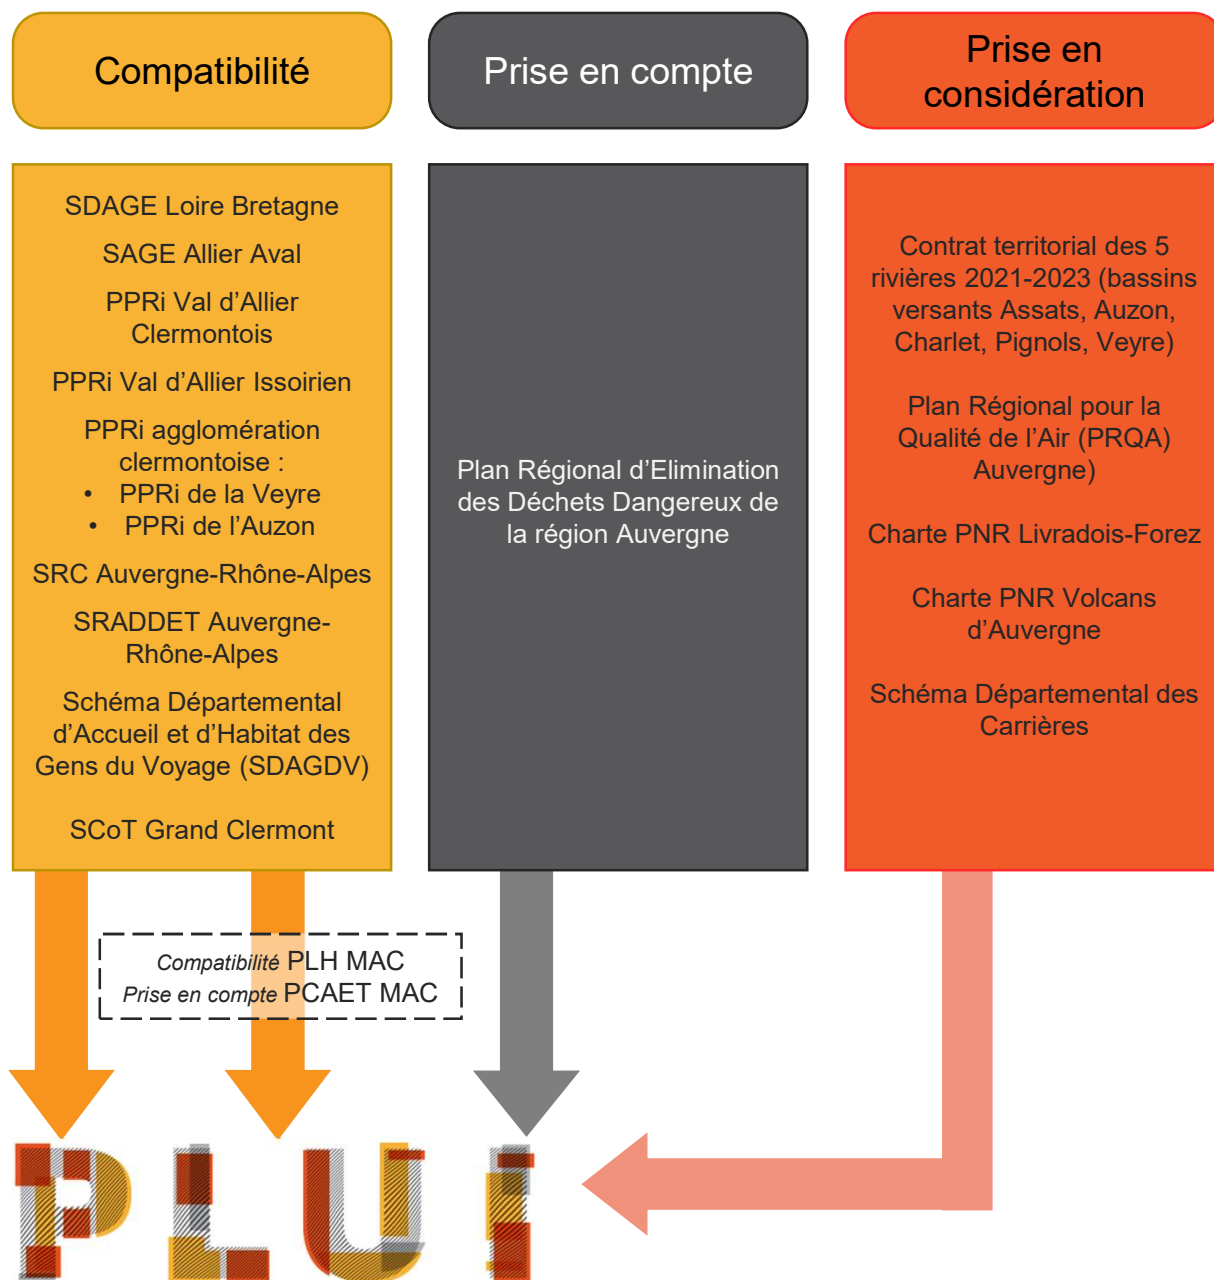 Compatibilité
SDAGE Loire Bretagne
SAGE Allier Aval
PPRi Val d’Allier
Clermontois
PPRi Val d’Allier Issoirien
PPRi agglomération
clermontoise :
• PPRi de la Veyre
• PPRi de l’Auzon
SRC Auvergne-Rhône-Alpes
SRADDET Auvergne-
Rhône-Alpes
Schéma Départemental
d’Accueil et d’Habitat des
Gens du Voyage (SDAGDV)
SCoT Grand Clermont
Prise en compte
Plan Régional d’Elimination
des Déchets Dangereux de
la région Auvergne
Prise en
considération
Contrat territorial des 5
rivières 2021-2023 (bassins
versants Assats, Auzon,
Charlet, Pignols, Veyre)
Plan Régional pour la
Qualité de l’Air (PRQA)
Auvergne)
Charte PNR Livradois-Forez
Charte PNR Volcans
d’Auvergne
Schéma Départemental des
Carrières
Compatibilité PLH MAC
Prise en compte PCAET MAC
PLUi